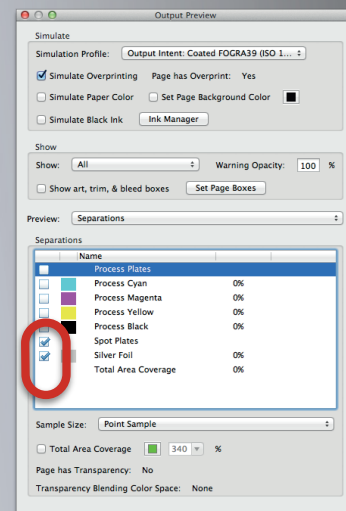 Output Preview
Simulate
Simulation Profile: Output Intent: Coated FOGRA39 (ISO 1...
Simulate Overprinting Page has Overprint: Yes
Simulate Paper Color Set Page Background Color
Simulate Black Ink Ink Manager
Show
Show: All Warning Opacity: 100 %
Show art, trim, & bleed boxes Set Page Boxes
Preview: Separations
Separations
Name
Process Plates
Process Cyan 0%
Process Magenta 0%
Process Yellow 0%
Process Black 0%
Spot Plates
Silver Foil 0%
Total Area Coverage 0%
Sample Size: Point Sample
Total Area Coverage 340 %
Page has Transparency: No
Transparency Blending Color Space: None